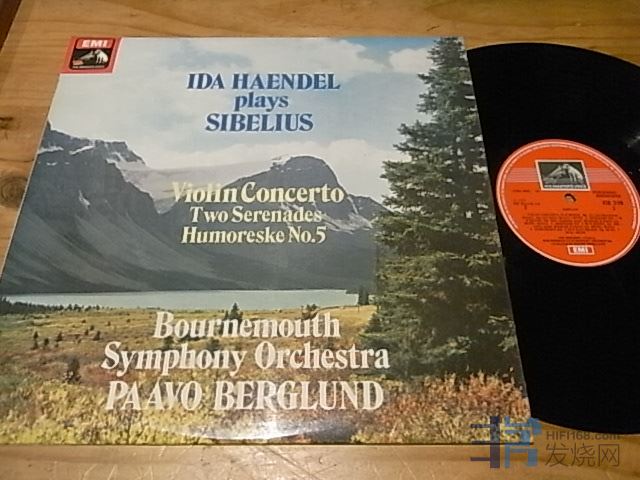 EMI
IDA HAENDEL
plays
SIBELIUS
Violin Concerto
Two Serenades
Humoreske No.5
Bournemouth
Symphony Orchestra
PAAVO BERGLUND
EMI
HIFI168.com
发烧网